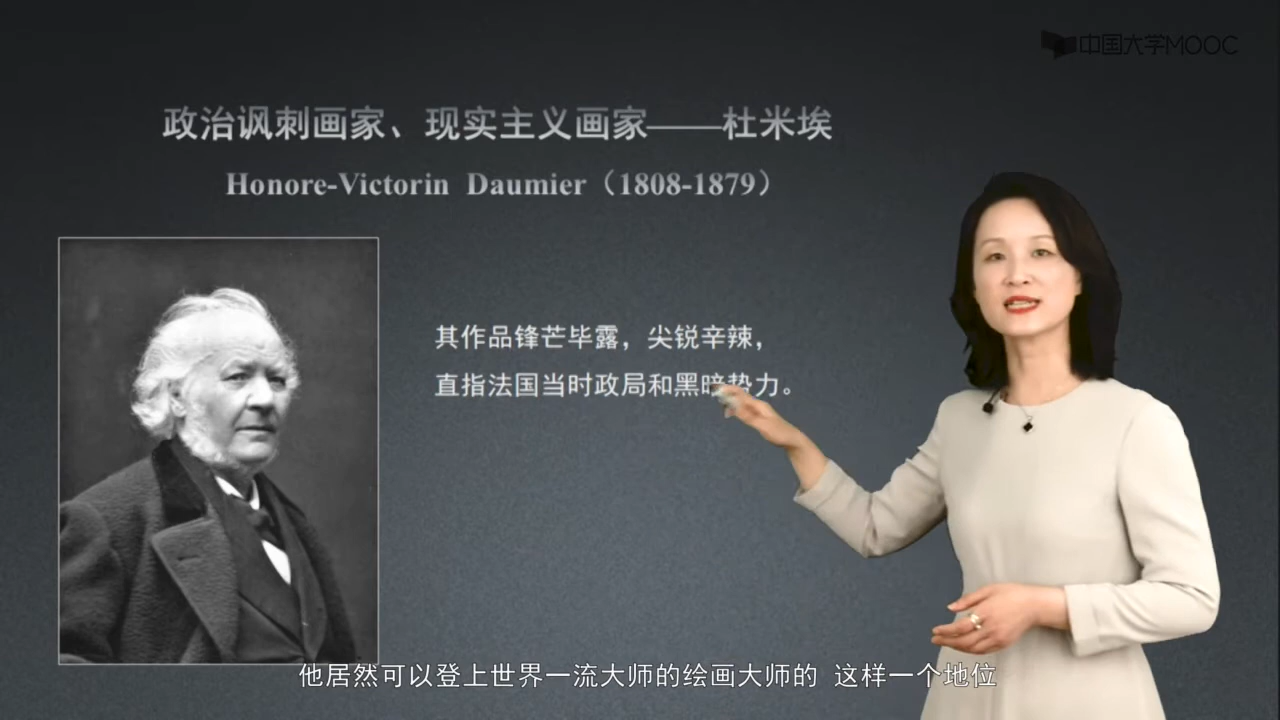 中国大学MOOC
政治讽刺画家、现实主义画家——杜米埃
Honore-Victorin Daumier（1808-1879）
其作品锋芒毕露，尖锐辛辣，
直指法国当时政局和黑暗势力。
他居然可以登上世界一流大师的绘画大师的 这样一个地位